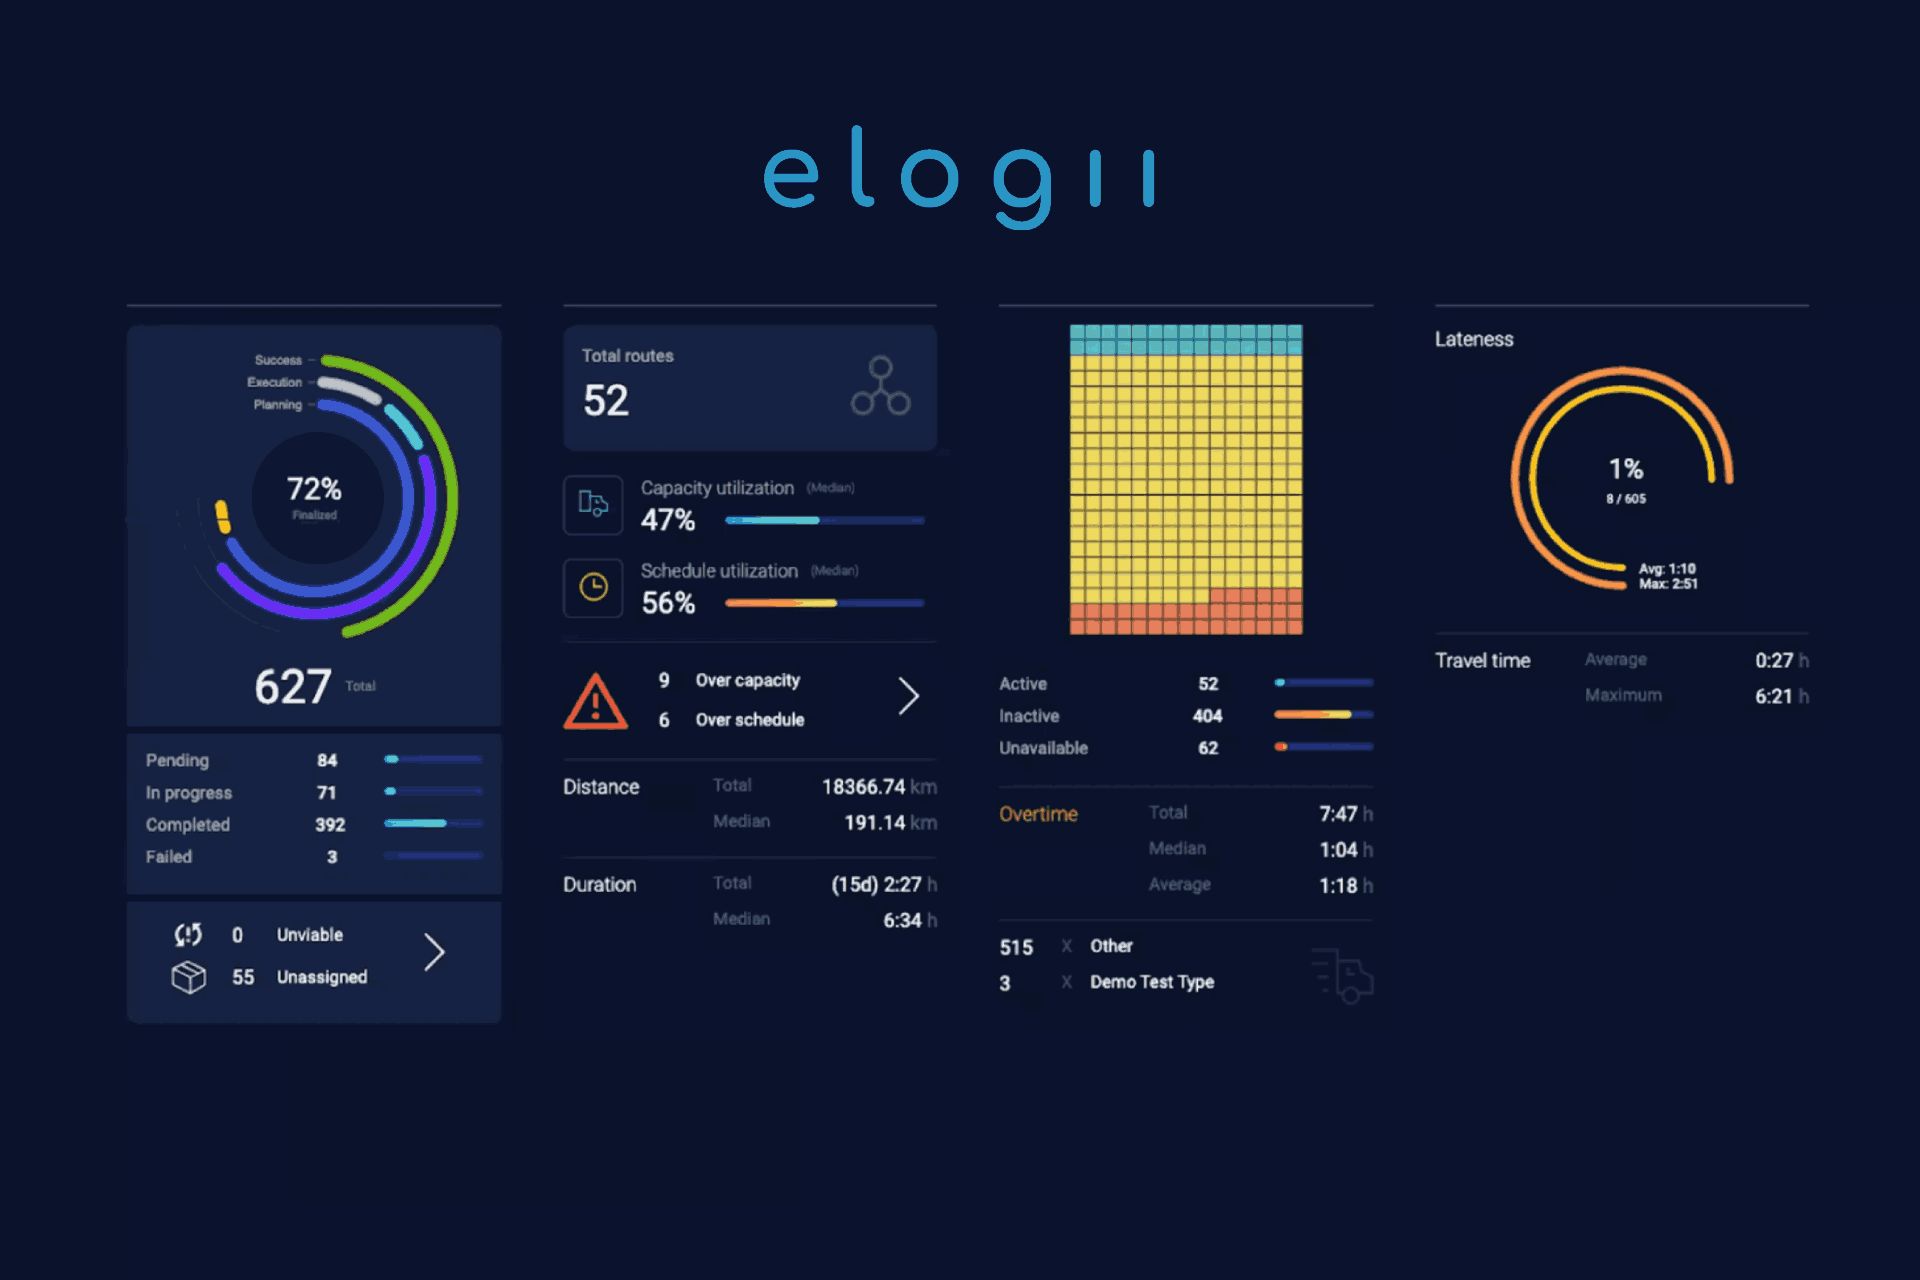 elogii
Success
Execution
Planning
72%
Finalized
627 Total
Pending 84
In progress 71
Completed 392
Failed 3
0 Unviable
55 Unassigned
Total routes
52
Capacity utilization (Median)
47%
Schedule utilization (Median)
56%
9 Over capacity
6 Over schedule
Distance Total 18366.74 km
Median 191.14 km
Duration Total (15d) 2:27 h
Median 6:34 h
Active 52
Inactive 404
Unavailable 62
Overtime Total 7:47 h
Median 1:04 h
Average 1:18 h
515 X Other
3 X Demo Test Type
Lateness
1%
8 / 605
Avg: 1:10
Max: 2:51
Travel time Average 0:27 h
Maximum 6:21 h